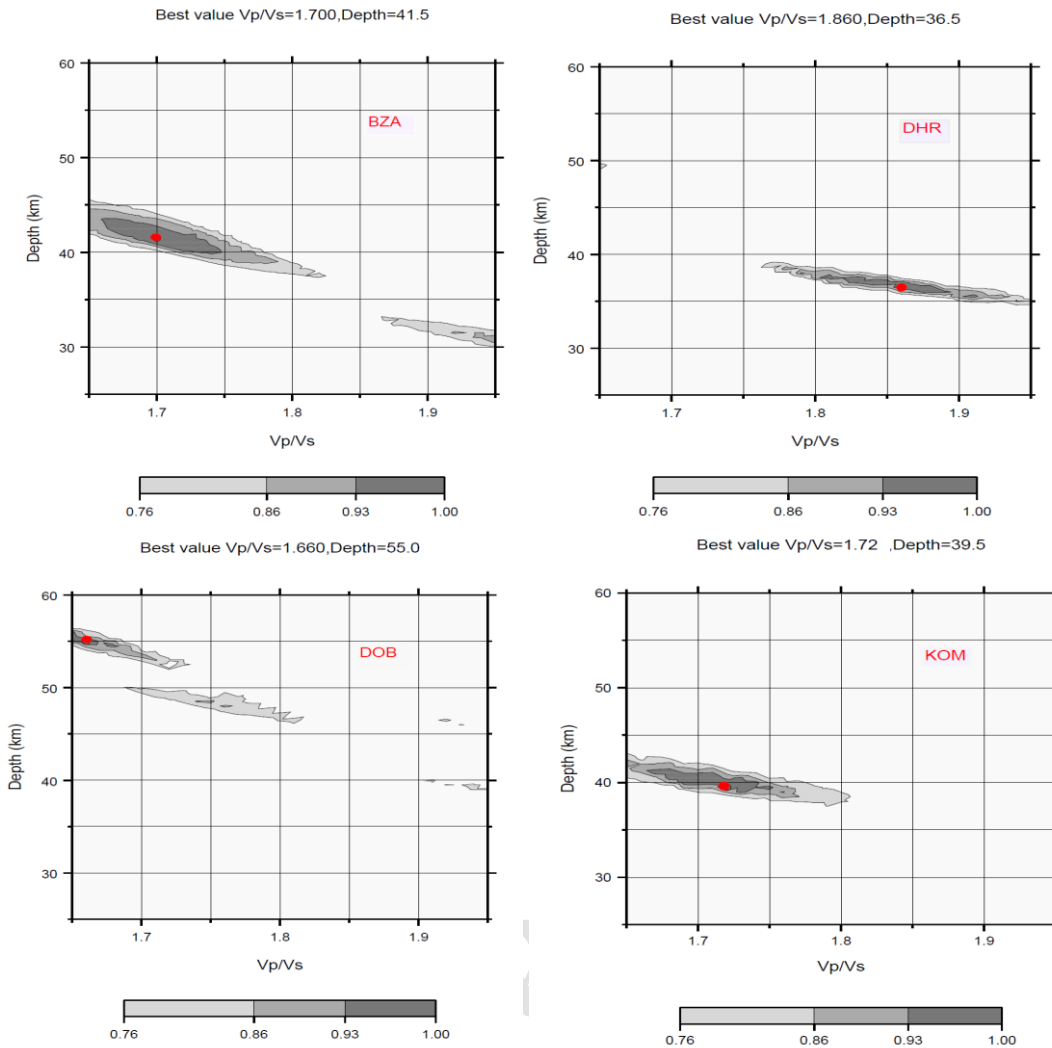 Best value Vp/Vs=1.700,Depth=41.5
60
50
40
30
Depth (km)
BZA
1.7 1.8 1.9
Vp/Vs
0.76 0.86 0.93 1.00
Best value Vp/Vs=1.860,Depth=36.5
60
50
40
30
Depth (km)
DHR
1.7 1.8 1.9
Vp/Vs
0.76 0.86 0.93 1.00
Best value Vp/Vs=1.660,Depth=55.0
60
50
40
30
Depth (km)
DOB
1.7 1.8 1.9
Vp/Vs
0.76 0.86 0.93 1.00
Best value Vp/Vs=1.72 ,Depth=39.5
60
50
40
30
Depth (km)
KOM
1.7 1.8 1.9
Vp/Vs
0.76 0.86 0.93 1.00